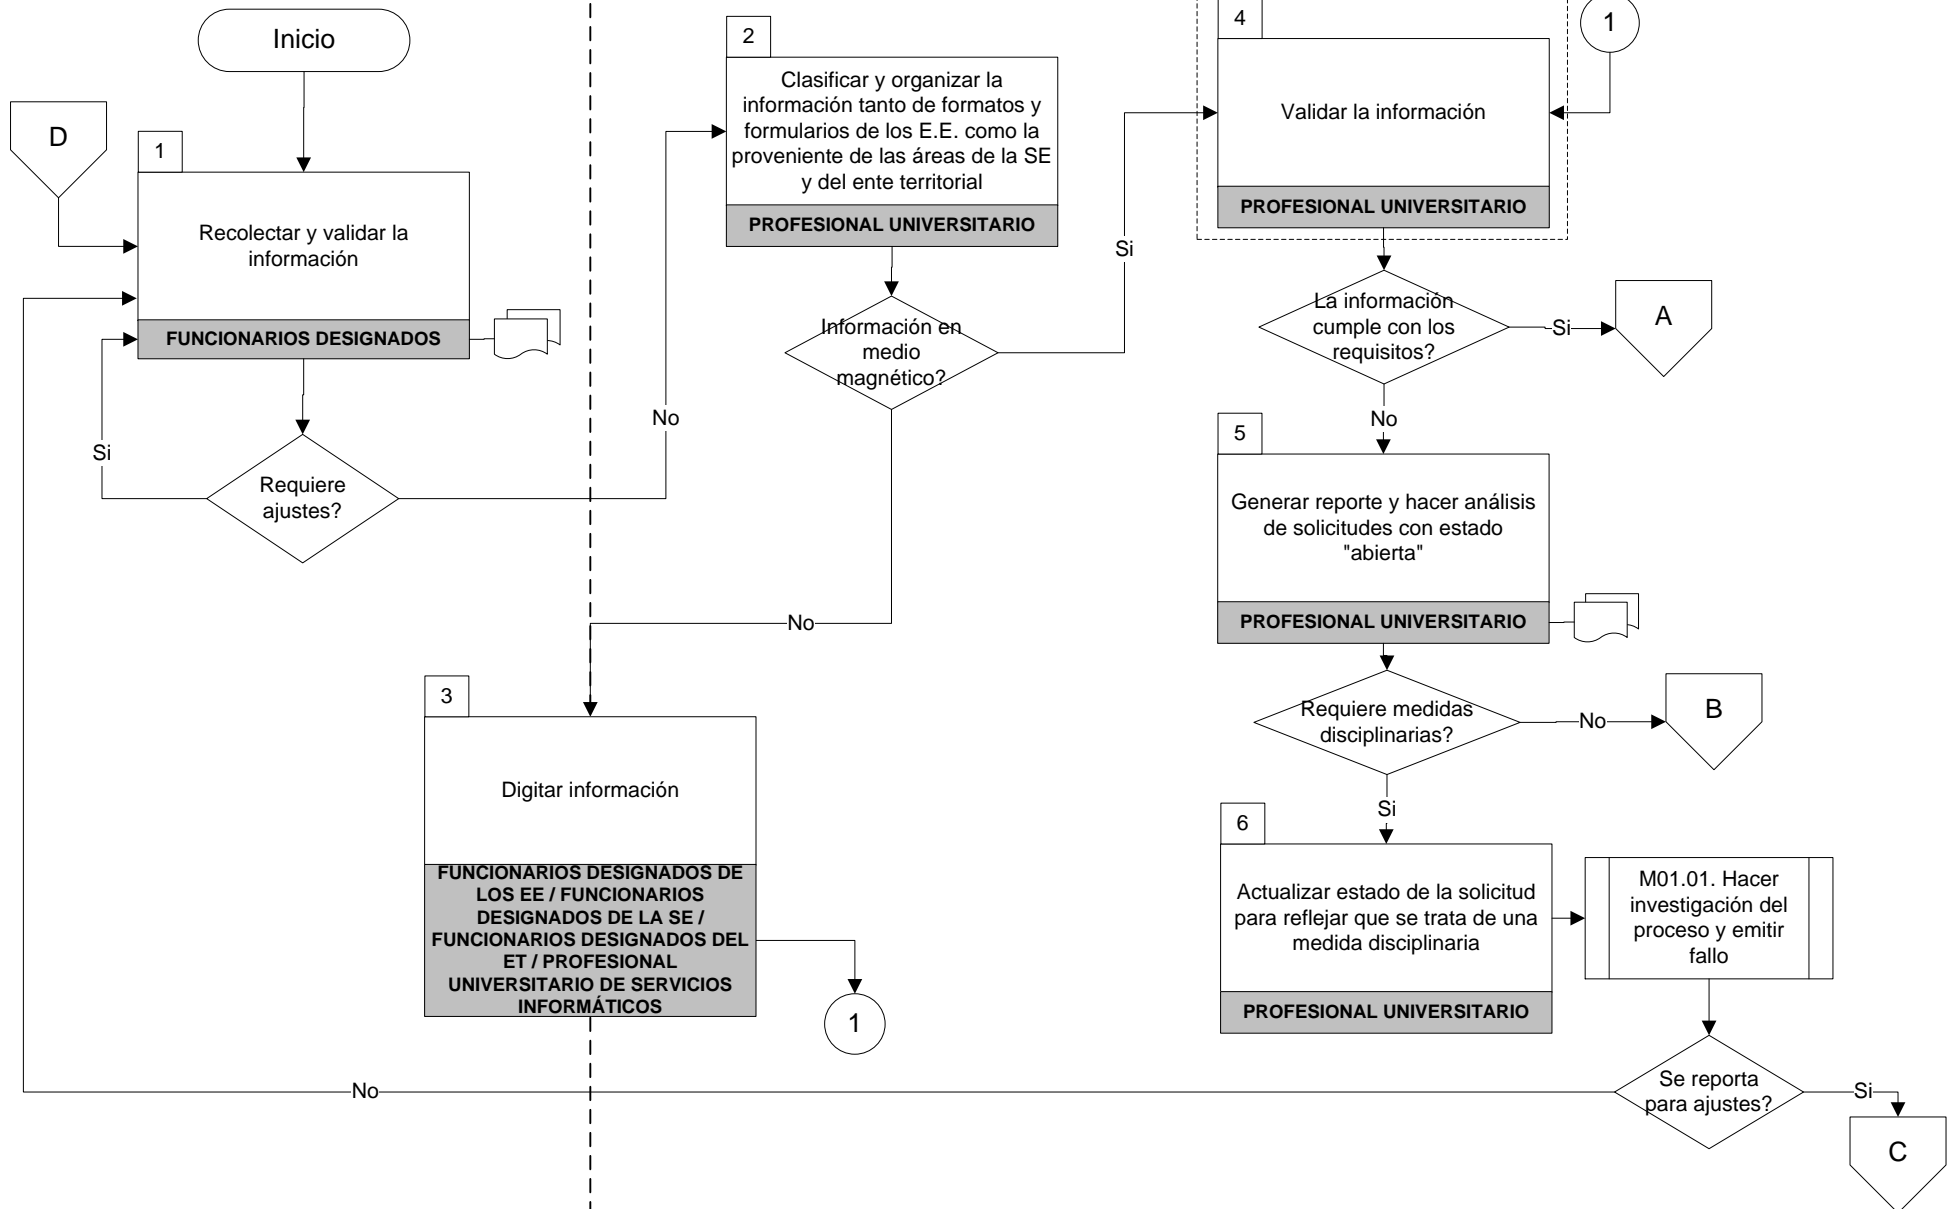 Inicio
D
1
Recolectar y validar la
información
FUNCIONARIOS DESIGNADOS
Si
Requiere
ajustes?
No
2
Clasificar y organizar la
información tanto de formatos y
formularios de los E.E. como la
proveniente de las áreas de la SE
y del ente territorial
PROFESIONAL UNIVERSITARIO
Información en
medio
magnético?
Si
No
3
Digitar información
FUNCIONARIOS DESIGNADOS DE
LOS EE / FUNCIONARIOS
DESIGNADOS DE LA SE /
FUNCIONARIOS DESIGNADOS DEL
ET / PROFESIONAL
UNIVERSITARIO DE SERVICIOS
INFORMÁTICOS
1
4
1
Validar la información
PROFESIONAL UNIVERSITARIO
La información
cumple con los
requisitos?
Si
A
No
5
Generar reporte y hacer análisis
de solicitudes con estado
"abierta"
PROFESIONAL UNIVERSITARIO
Requiere medidas
disciplinarias?
No
B
Si
6
Actualizar estado de la solicitud
para reflejar que se trata de una
medida disciplinaria
PROFESIONAL UNIVERSITARIO
M01.01. Hacer
investigación del
proceso y emitir
fallo
Se reporta
para ajustes?
No
Si
C